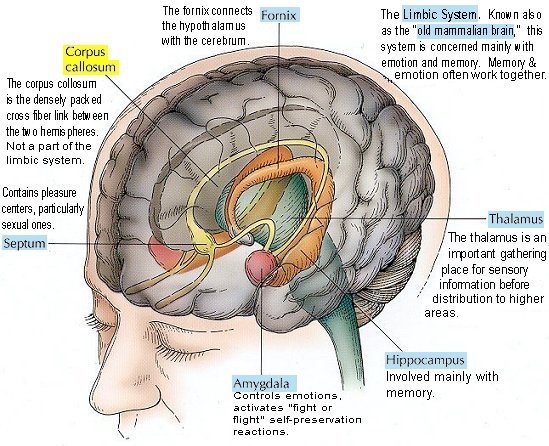 The fornix connects
the hypothalamus
with the cerebrum.
Fornix
The Limbic System. Known also
as the "old mammalian brain," this
system is concerned mainly with
emotion and memory. Memory &
emotion often work together.
Corpus
callosum
The corpus collosum
is the densely packed
cross fiber link between
the two hemispheres.
Not a part of the
limbic system.
Contains pleasure
centers, particularly
sexual ones.
Septum
Thalamus
The thalamus is an
important gathering
place for sensory
information before
distribution to higher
areas.
Hippocampus
Involved mainly with
memory.
Amygdala
Controls emotions,
activates "fight or
flight" self-preservation
reactions.